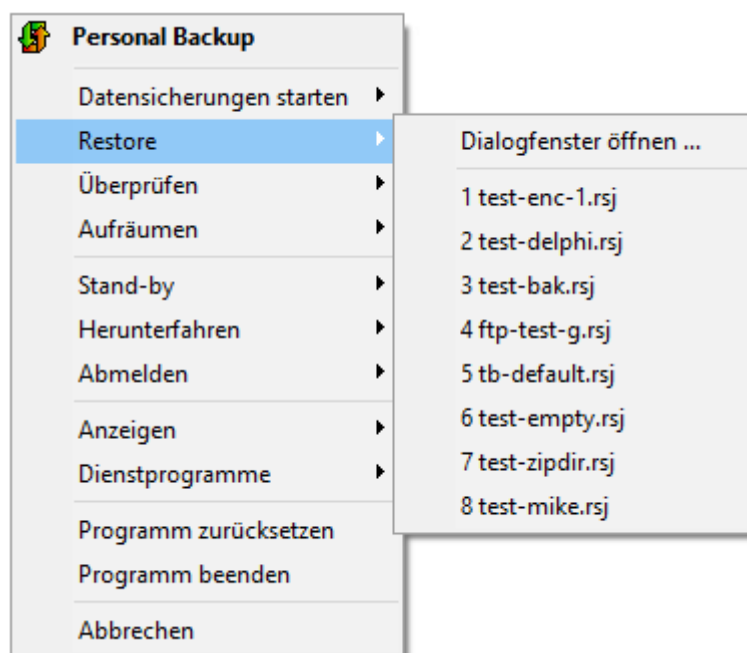 Personal Backup
Datensicherungen starten
Restore
Überprüfen
Aufräumen
Stand-by
Herunterfahren
Abmelden
Anzeigen
Dienstprogramme
Programm zurücksetzen
Programm beenden
Abbrechen
Dialogfenster öffnen ...
1 test-enc-1.rsj
2 test-delphi.rsj
3 test-bak.rsj
4 ftp-test-g.rsj
5 tb-default.rsj
6 test-empty.rsj
7 test-zipdir.rsj
8 test-mike.rsj